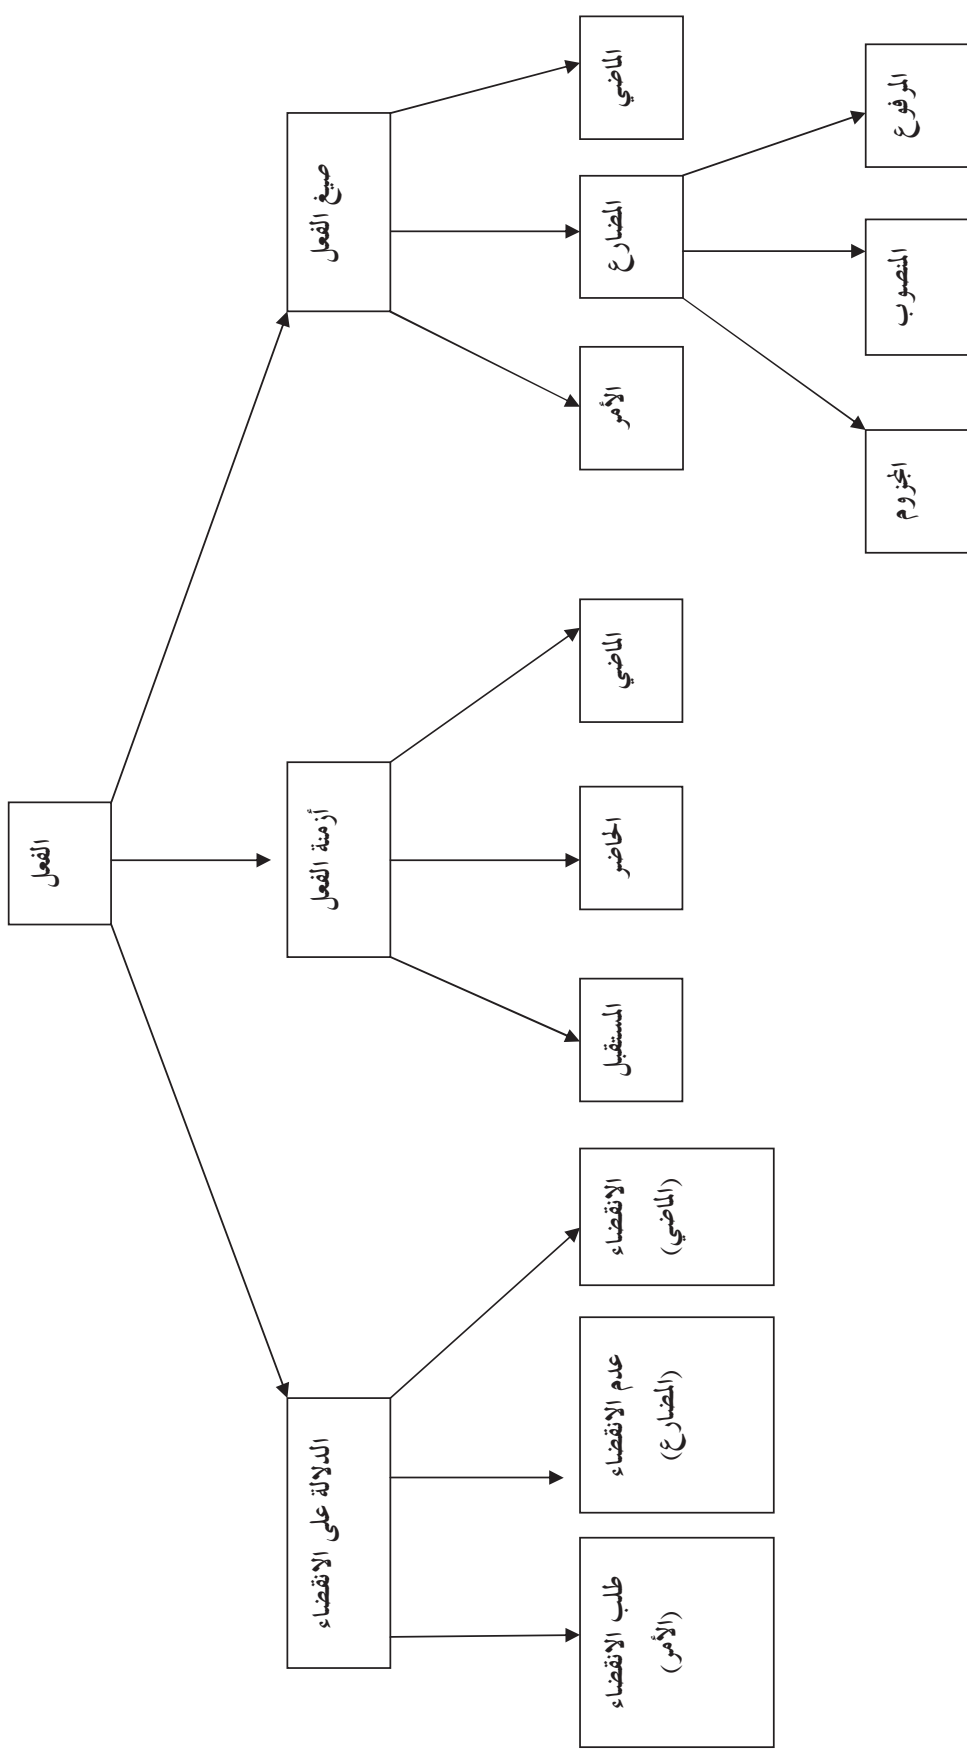 الفعل
صيغ الفعل
أزمنة الفعل
الدلالة على الانقضاء
الماضي
المضارع
الأمر
الماضي
الحاضر
المستقبل
الانقضاء
(الماضي)
عدم الانقضاء
(المضارع)
طلب الانقضاء
(الأمر)
المرفوع
المنصوب
المجزوم